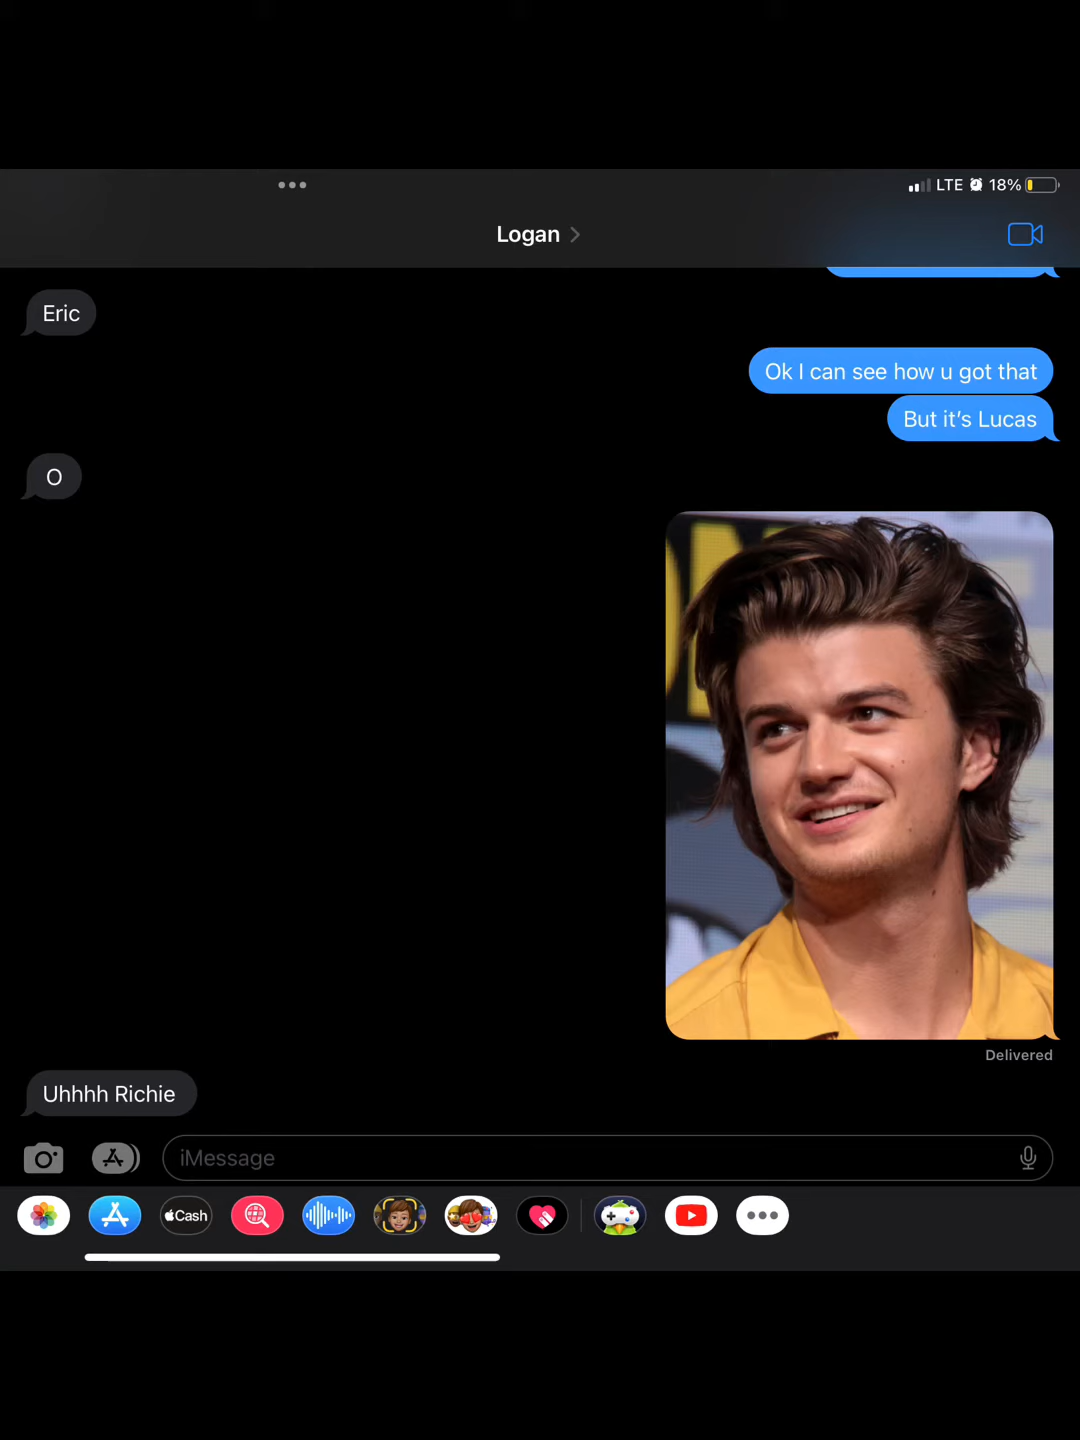 LTE 18%
Logan
Eric
Ok I can see how u got that
But it’s Lucas
O
Delivered
Uhhhh Richie
iMessage
Cash